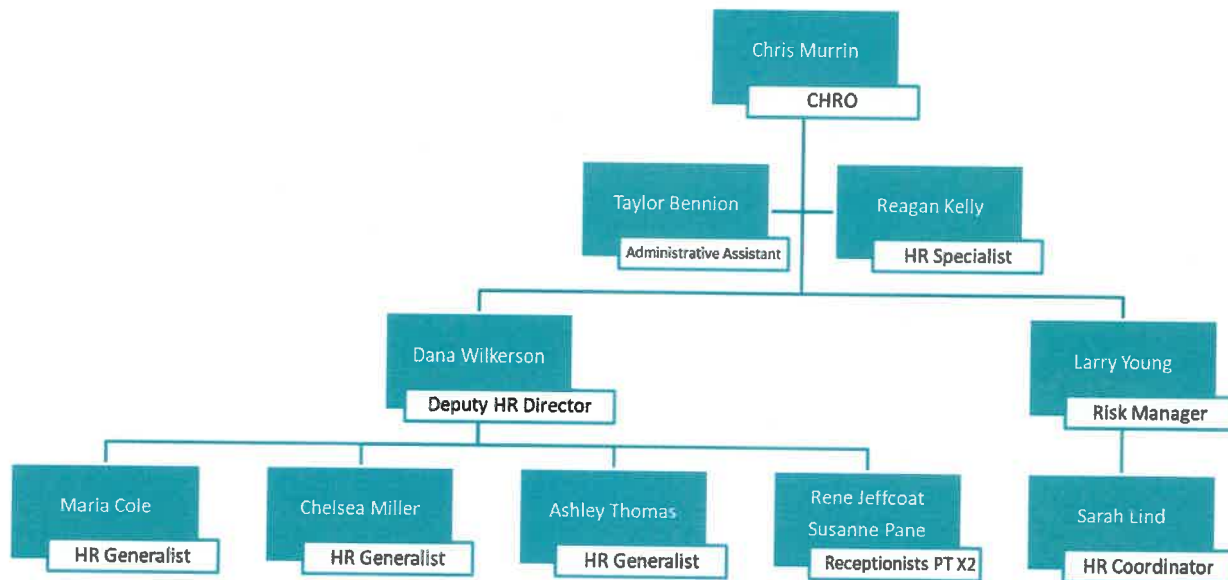 Chris Murrin
CHRO
Taylor Bennion
Administrative Assistant
Reagan Kelly
HR Specialist
Dana Wilkerson
Deputy HR Director
Larry Young
Risk Manager
Maria Cole
HR Generalist
Chelsea Miller
HR Generalist
Ashley Thomas
HR Generalist
Rene Jeffcoat
Susanne Pane
Receptionists PT X2
Sarah Lind
HR Coordinator